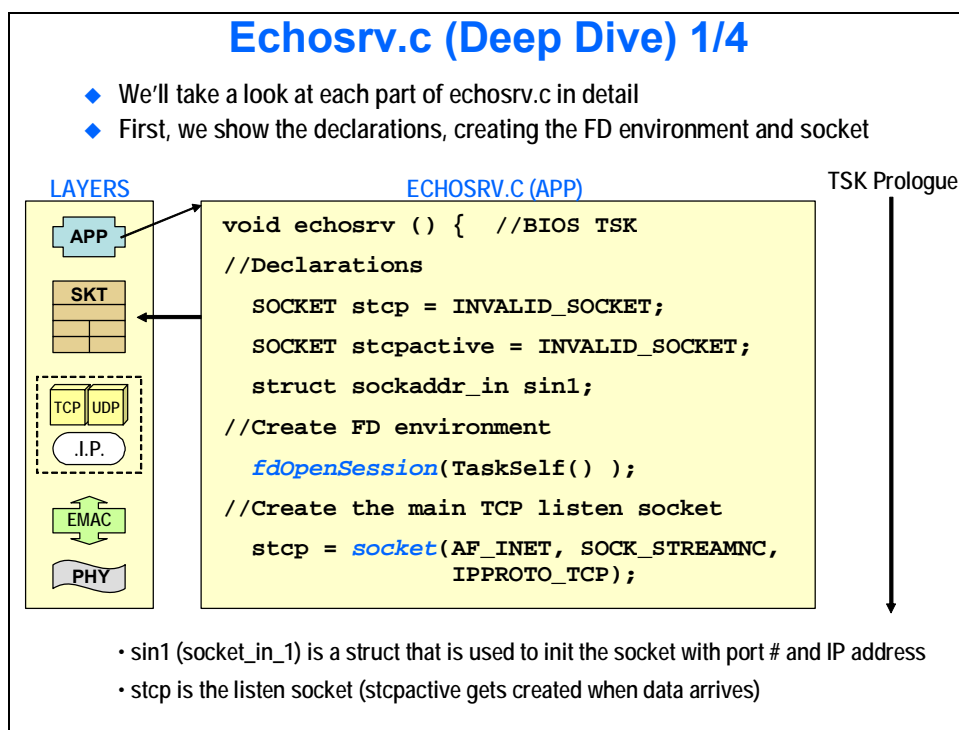 Echosrv.c (Deep Dive) 1/4
◆ We'll take a look at each part of echosrv.c in detail
◆ First, we show the declarations, creating the FD environment and socket
LAYERS
APP
SKT
TCP UDP
.I.P.
EMAC
PHY
ECHOSRV.C (APP)
void echosrv () {  //BIOS TSK
//Declarations
SOCKET stcp = INVALID_SOCKET;
SOCKET stcpactive = INVALID_SOCKET;
struct sockaddr_in sin1;
//Create FD environment
fdOpenSession(TaskSelf() );
//Create the main TCP listen socket
stcp = socket(AF_INET, SOCK_STREAMNC,
IPPROTO_TCP);
TSK Prologue
• sin1 (socket_in_1) is a struct that is used to init the socket with port # and IP address
• stcp is the listen socket (stcpactive gets created when data arrives)